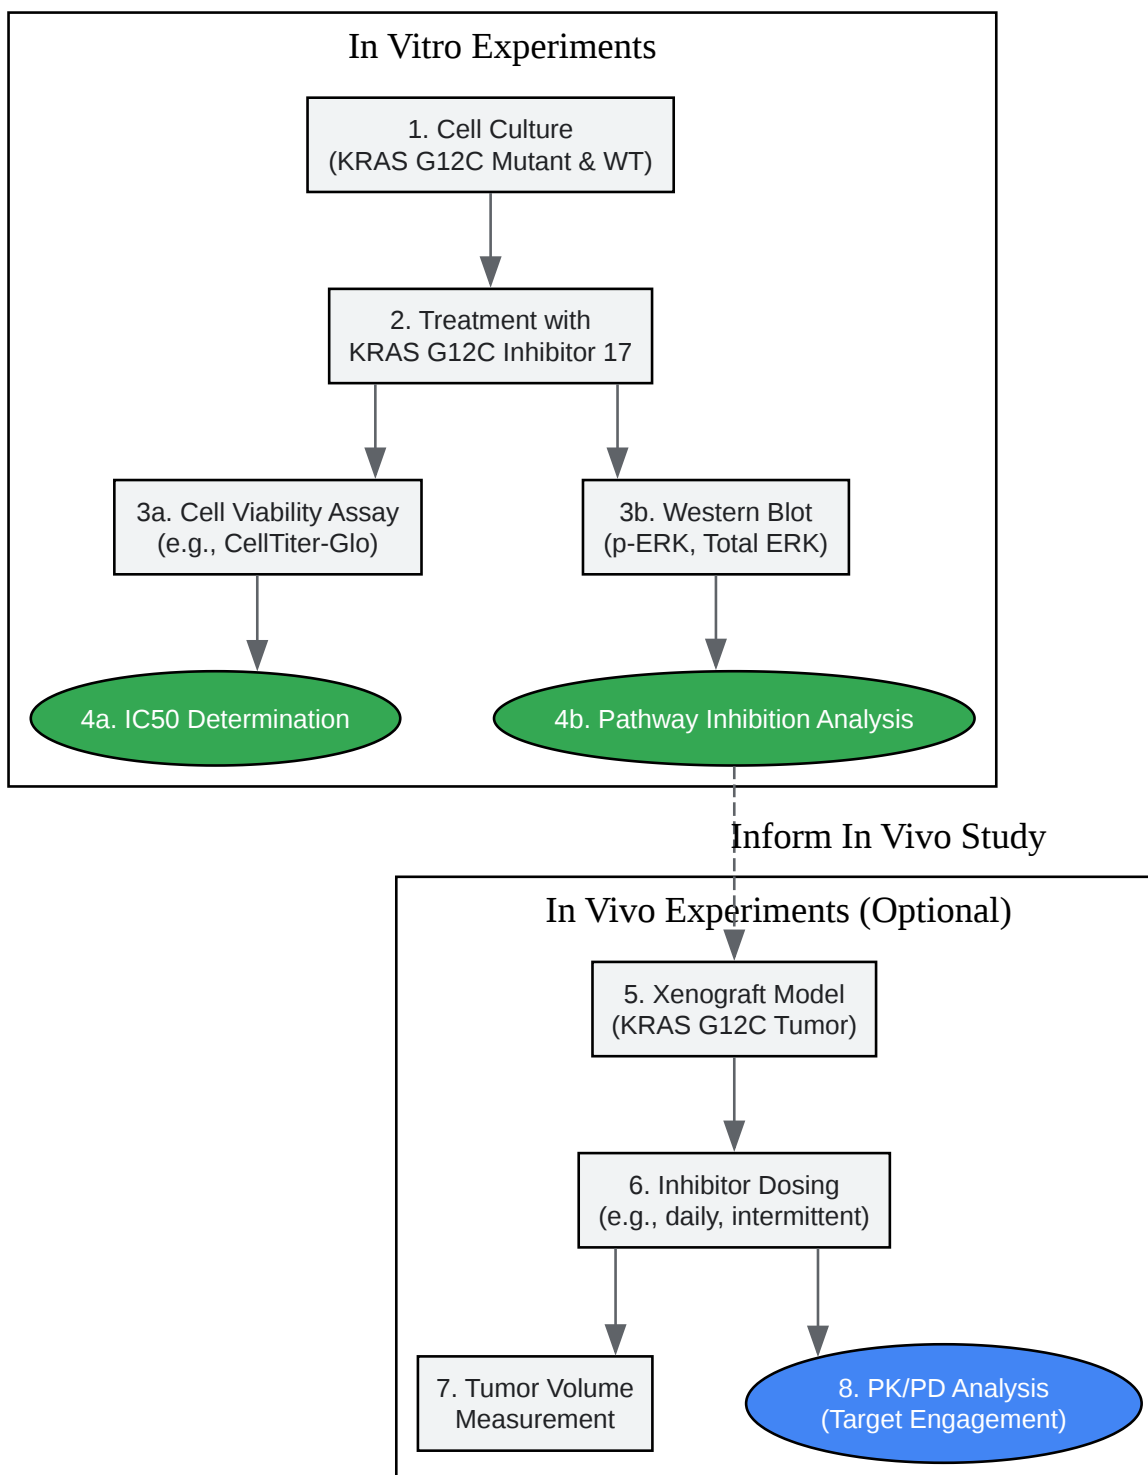 In Vitro Experiments
1. Cell Culture
(KRAS G12C Mutant & WT)
2. Treatment with
KRAS G12C Inhibitor 17
3a. Cell Viability Assay
(e.g., CellTiter-Glo)
3b. Western Blot
(p-ERK, Total ERK)
4a. IC50 Determination
4b. Pathway Inhibition Analysis
Inform In Vivo Study
In Vivo Experiments (Optional)
5. Xenograft Model
(KRAS G12C Tumor)
6. Inhibitor Dosing
(e.g., daily, intermittent)
7. Tumor Volume
Measurement
8. PK/PD Analysis
(Target Engagement)